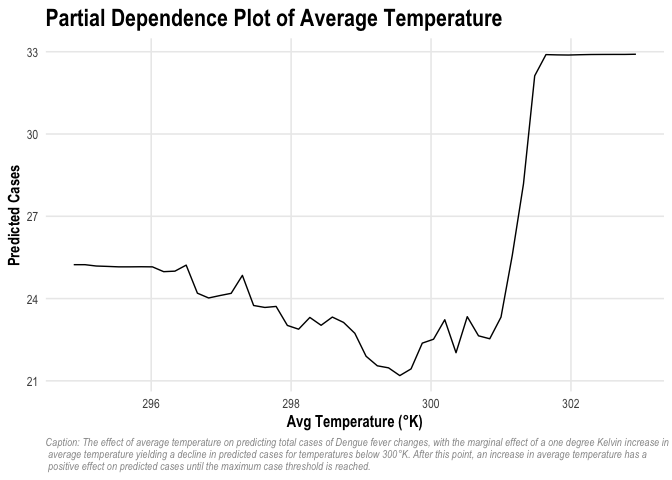 Partial Dependence Plot of Average Temperature
33
30
27
24
21
Predicted Cases
296 298 300 302
Avg Temperature (°K)
Caption: The effect of average temperature on predicting total cases of Dengue fever changes, with the marginal effect of a one degree Kelvin increase in
average temperature yielding a decline in predicted cases for temperatures below 300°K. After this point, an increase in average temperature has a
positive effect on predicted cases until the maximum case threshold is reached.